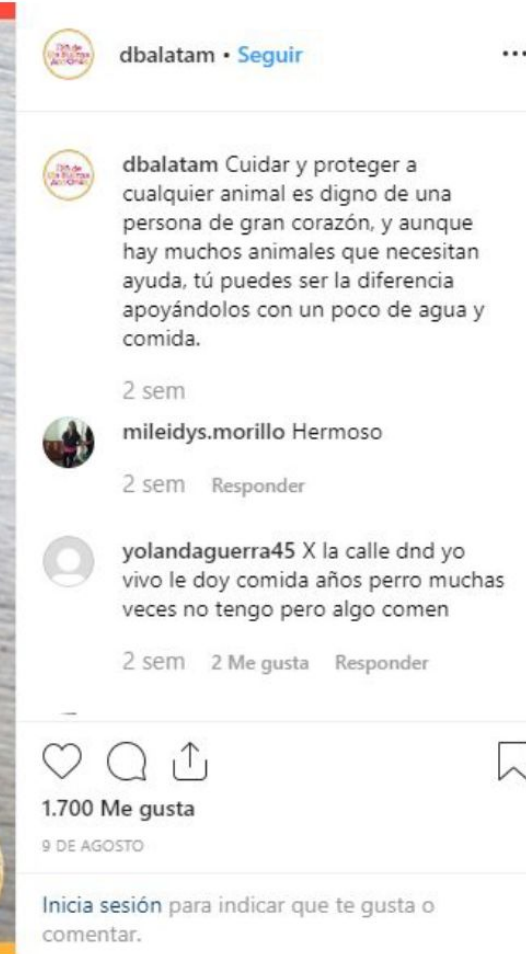 dbalatam • Seguir
dbalatam Cuidar y proteger a
cualquier animal es digno de una
persona de gran corazón, y aunque
hay muchos animales que necesitan
ayuda, tú puedes ser la diferencia
apoyándolos con un poco de agua y
comida.
2 sem
mileidys.morillo Hermoso
2 sem Responder
yolandaguerra45 X la calle dnd yo
vivo le doy comida años perro muchas
veces no tengo pero algo comen
2 sem 2 Me gusta Responder
1.700 Me gusta
9 DE AGOSTO
Inicia sesión para indicar que te gusta o
comentar.